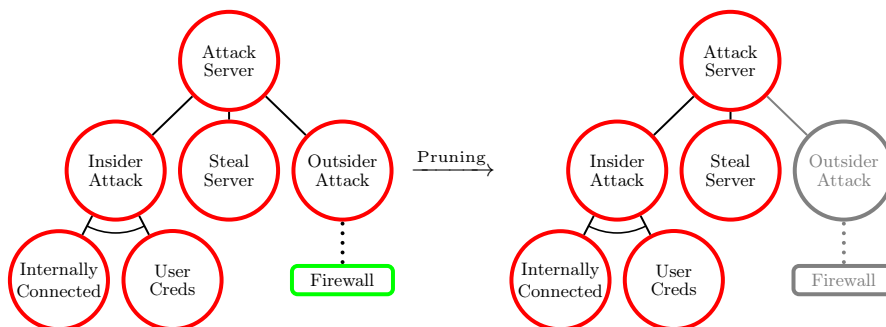 Attack
Server
Insider
Attack
Steal
Server
Outsider
Attack
Internally
Connected
User
Creds
Firewall
Pruning
Attack
Server
Insider
Attack
Steal
Server
Outsider
Attack
Internally
Connected
User
Creds
Firewall